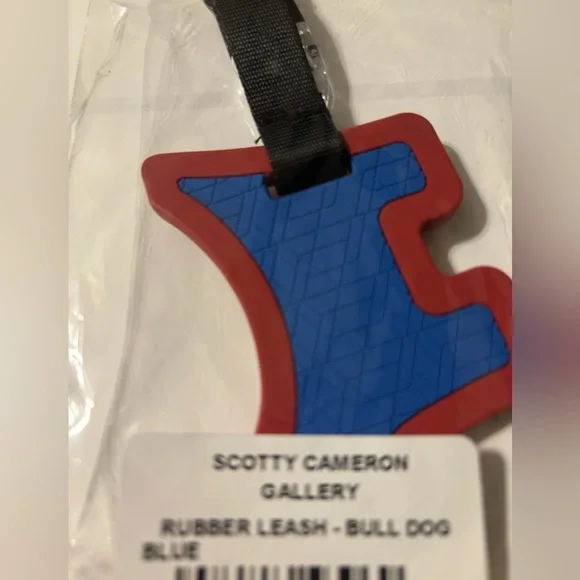 SCOTTY CAMERON
GALLERY
RUBBER LEASH - BULL DOG
BLUE